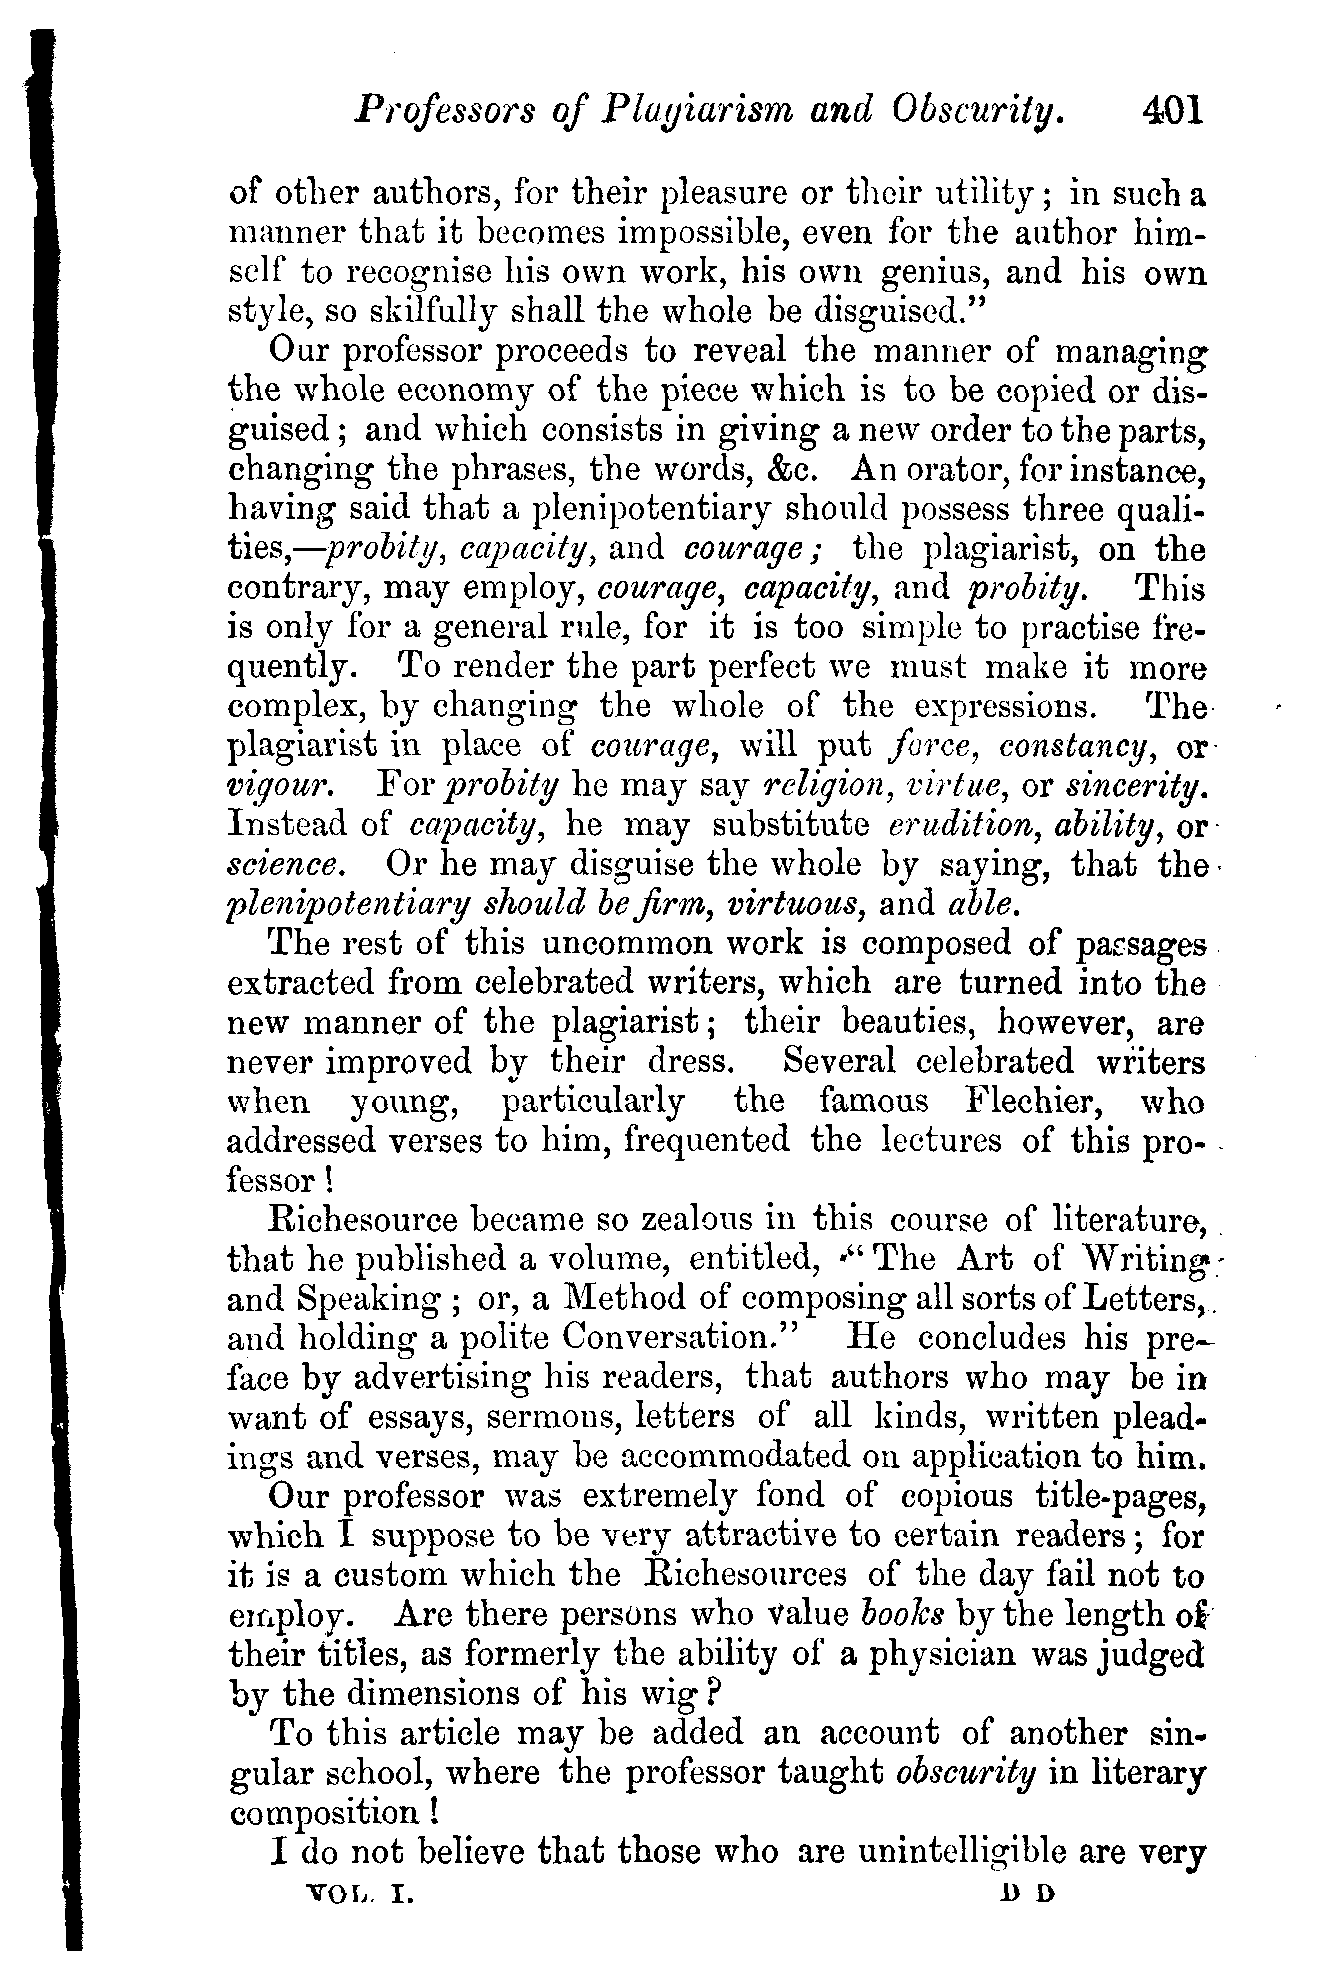 Professors of Plagiarism and Obscurity. 401
of other authors, for their pleasure or their utility; in such a
manner that it becomes impossible, even for the author him-
self to recognise his own work, his own genius, and his own
style, so skilfully shall the whole be disguised."
Our professor proceeds to reveal the manner of managing
the whole economy of the piece which is to be copied or dis-
guised; and which consists in giving a new order to the parts,
changing the phrases, the words, &c. An orator, for instance,
having said that a plenipotentiary should possess three quali-
ties,—probity, capacity, and courage; the plagiarist, on the
contrary, may employ, courage, capacity, and probity. This
is only for a general rule, for it is too simple to practise fre-
quently. To render the part perfect we must make it more
complex, by changing the whole of the expressions. The
plagiarist in place of courage, will put force, constancy, or
vigour. For probity he may say religion, virtue, or sincerity.
Instead of capacity, he may substitute erudition, ability, or
science. Or he may disguise the whole by saying, that the
plenipotentiary should be firm, virtuous, and able.
The rest of this uncommon work is composed of passages
extracted from celebrated writers, which are turned into the
new manner of the plagiarist; their beauties, however, are
never improved by their dress. Several celebrated writers
when young, particularly the famous Flechier, who
addressed verses to him, frequented the lectures of this pro-
fessor!
Richesource became so zealous in this course of literature,
that he published a volume, entitled, "The Art of Writing
and Speaking; or, a Method of composing all sorts of Letters,
and holding a polite Conversation." He concludes his pre-
face by advertising his readers, that authors who may be in
want of essays, sermons, letters of all kinds, written plead-
ings and verses, may be accommodated on application to him.
Our professor was extremely fond of copious title-pages,
which I suppose to be very attractive to certain readers; for
it is a custom which the Richesources of the day fail not to
employ. Are there persons who value books by the length of
their titles, as formerly the ability of a physician was judged
by the dimensions of his wig?
To this article may be added an account of another sin-
gular school, where the professor taught obscurity in literary
composition!
I do not believe that those who are unintelligible are very
VOL. I. D D